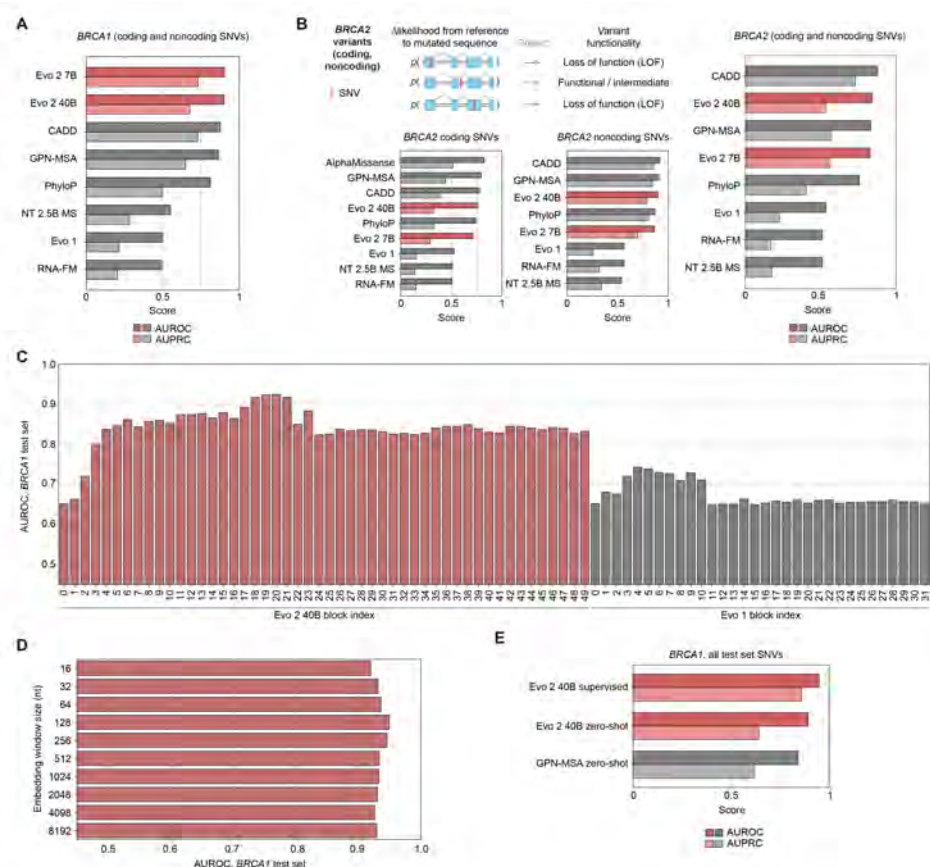 A
BRCA1 (coding and noncoding SNVs)
Evo 2 7B
Evo 2 40B
CADD
GPN-MSA
PhyloP
NT 2.5B MS
Evo 1
RNA-FM
0
0.5
1
Score
AUROC
AUPRC
B
BRCA2
variants
(coding,
noncoding)
SNV
likelihood from reference
to mutated sequence
Variant
functionality
p( )
Loss of function (LOF)
p( )
Functional / intermediate
p( )
Loss of function (LOF)
BRCA2 coding SNVs
AlphaMissense
GPN-MSA
CADD
Evo 2 40B
PhyloP
Evo 2 7B
Evo 1
NT 2.5B MS
RNA-FM
0
0.5
1
Score
BRCA2 noncoding SNVs
CADD
GPN-MSA
Evo 2 40B
PhyloP
Evo 2 7B
Evo 1
RNA-FM
NT 2.5B MS
0
0.5
1
Score
AUROC
AUPRC
BRCA2 (coding and noncoding SNVs)
CADD
Evo 2 40B
GPN-MSA
Evo 2 7B
PhyloP
Evo 1
RNA-FM
NT 2.5B MS
0
0.5
1
Score
AUROC
AUPRC
C
AUROC, BRCA1 test set
1.0
0.9
0.8
0.7
0.6
0.5
0 1 2 3 4 5 6 7 8 9 10 11 12 13 14 15 16 17 18 19 20 21 22 23 24 25 26 27 28 29 30 31 32 33 34 35 36 37 38 39 40 41 42 43 44 45 46 47 48 49 0 1 2 3 4 5 6 7 8 9 10 11 12 13 14 15 16 17 18 19 20 21 22 23 24 25 26 27 28 29 30 31
Evo 2 40B block index
Evo 1 block index
D
Embedding window size (nt)
16
32
64
128
256
512
1024
2048
4098
8192
0.5
0.6
0.7
0.8
0.9
1.0
AUROC, BRCA1 test set
E
BRCA1, all test set SNVs
Evo 2 40B supervised
Evo 2 40B zero-shot
GPN-MSA zero-shot
0
0.5
1
Score
AUROC
AUPRC